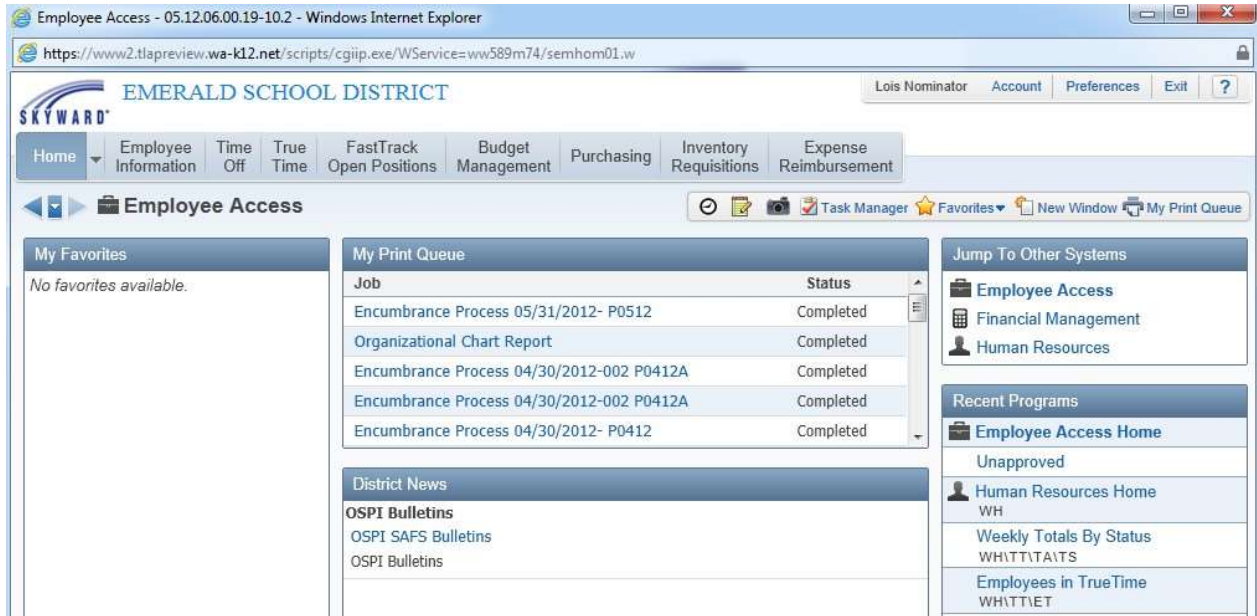 Employee Access - 05.12.06.00.19-10.2 - Windows Internet Explorer
https://www2.tlapreview.wa-k12.net/scripts/cgiip.exe/WService=ww589m74/semhom01.w
SKYWARD
EMERALD SCHOOL DISTRICT
Lois Nominator Account Preferences Exit ?
Home Employee Information Time Off True Time FastTrack Open Positions Budget Management Purchasing Inventory Requisitions Expense Reimbursement
Employee Access
Task Manager Favorites New Window My Print Queue
My Favorites
No favorites available.
My Print Queue
Job Status
Encumbrance Process 05/31/2012- P0512 Completed
Organizational Chart Report Completed
Encumbrance Process 04/30/2012-002 P0412A Completed
Encumbrance Process 04/30/2012-002 P0412A Completed
Encumbrance Process 04/30/2012- P0412 Completed
District News
OSPI Bulletins
OSPI SAFS Bulletins
OSPI Bulletins
Jump To Other Systems
Employee Access
Financial Management
Human Resources
Recent Programs
Employee Access Home
Unapproved
Human Resources Home
WH
Weekly Totals By Status
WH\TT\TA\TS
Employees in TrueTime
WH\TT\ET